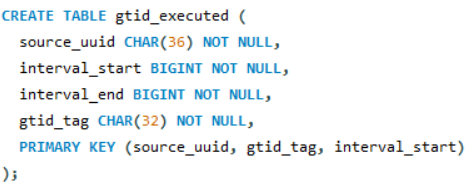 CREATE TABLE gtid_executed (
  source_uuid CHAR(36) NOT NULL,
  interval_start BIGINT NOT NULL,
  interval_end BIGINT NOT NULL,
  gtid_tag CHAR(32) NOT NULL,
  PRIMARY KEY (source_uuid, gtid_tag, interval_start)
);